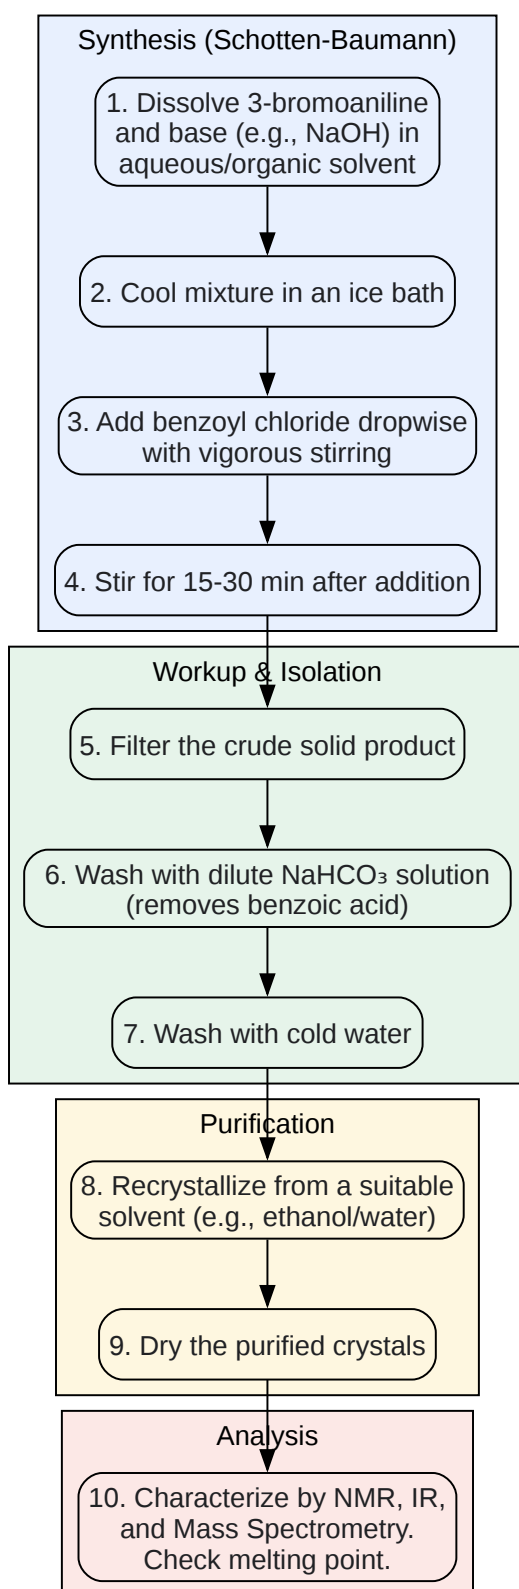 Synthesis (Schotten-Baumann)
1. Dissolve 3-bromoaniline
and base (e.g., NaOH) in
aqueous/organic solvent
2. Cool mixture in an ice bath
3. Add benzoyl chloride dropwise
with vigorous stirring
4. Stir for 15-30 min after addition
Workup & Isolation
5. Filter the crude solid product
6. Wash with dilute NaHCO₃ solution
(removes benzoic acid)
7. Wash with cold water
Purification
8. Recrystallize from a suitable
solvent (e.g., ethanol/water)
9. Dry the purified crystals
Analysis
10. Characterize by NMR, IR,
and Mass Spectrometry.
Check melting point.